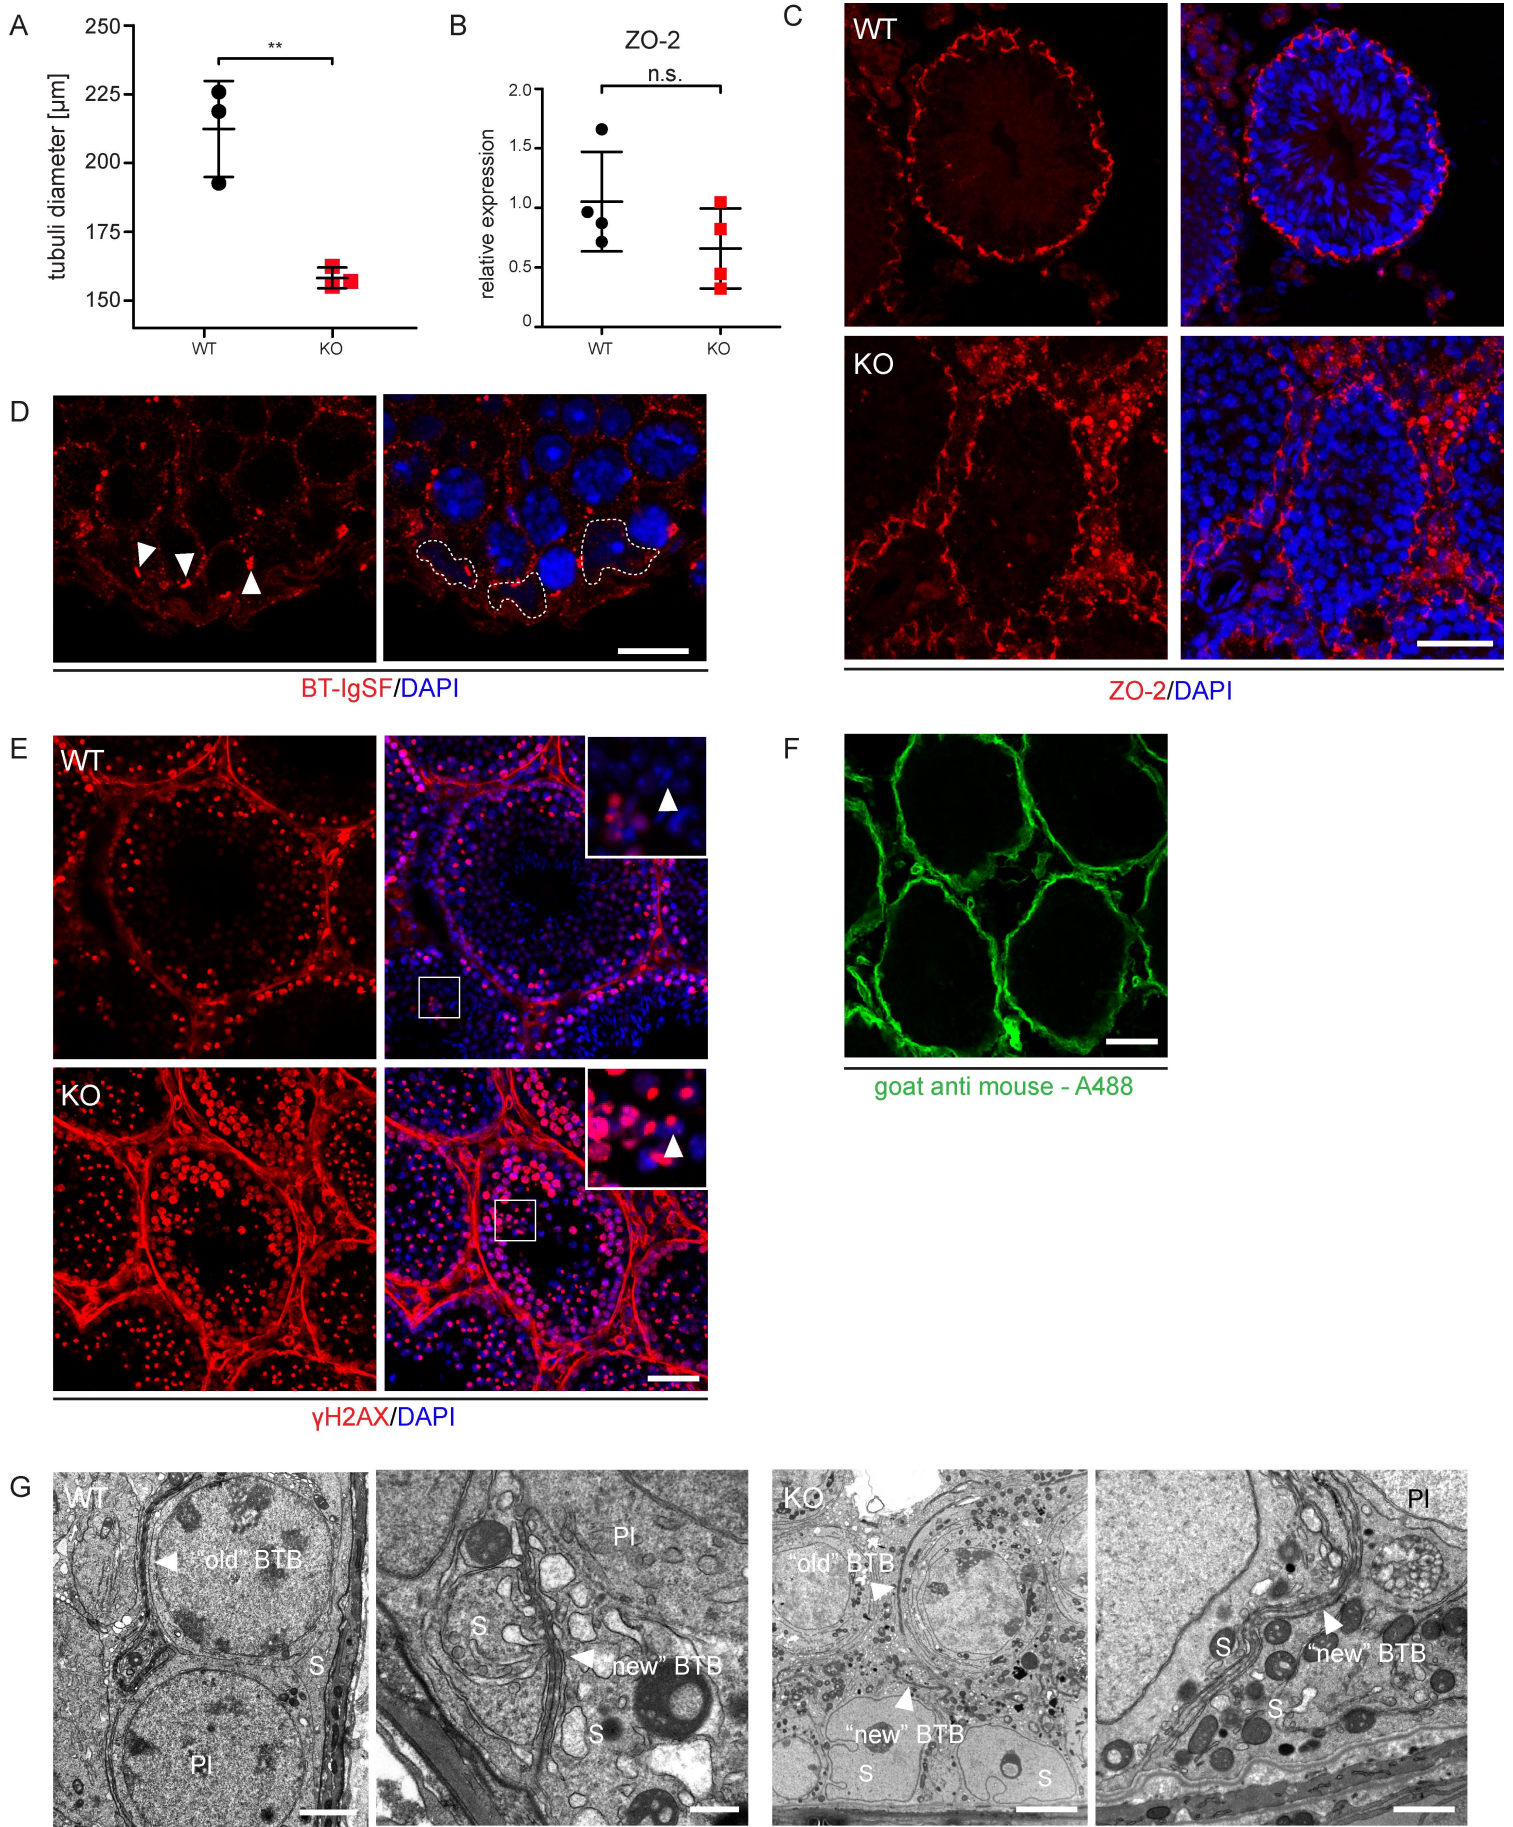 A
250
225
200
175
150
tubuli diameter [µm]
**
WT
KO
B
ZO-2
n.s.
2.0
1.5
1.0
0.5
0
relative expression
WT
KO
C
WT
KO
ZO-2/DAPI
D
BT-IgSF/DAPI
E
WT
KO
γH2AX/DAPI
F
goat anti mouse - A488
G
WT
"old" BTB
S
Pl
Pl
S
"new" BTB
S
KO
"old" BTB
"new" BTB
S
S
Pl
S
"new" BTB
S